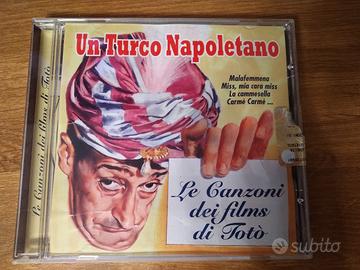 Un Turco Napoletano
Malafemmena
Miss, mia cara miss
La cammesella
Carmè Carmè ...
Le Canzoni
dei films
di Totò
Le Canzoni dei films di Totò
subito